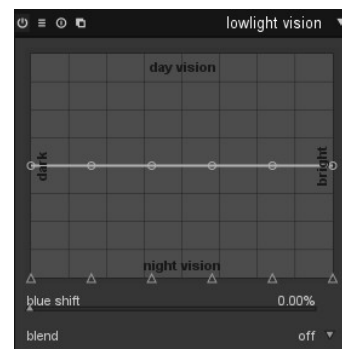 lowlight vision
day vision
dark
bright
night vision
blue shift 0.00%
blend off